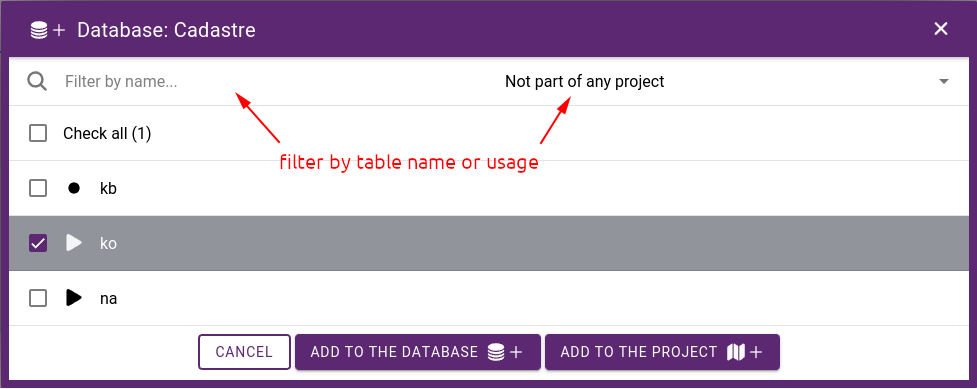 Database: Cadastre
Filter by name...
Not part of any project
Check all (1)
filter by table name or usage
kb
ko
na
CANCEL
ADD TO THE DATABASE
ADD TO THE PROJECT